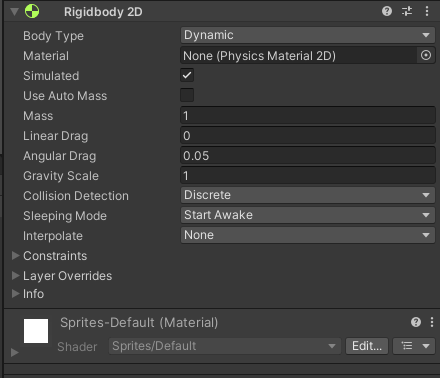 Rigidbody 2D
Body Type Dynamic
Material None (Physics Material 2D)
Simulated
Use Auto Mass
Mass 1
Linear Drag 0
Angular Drag 0.05
Gravity Scale 1
Collision Detection Discrete
Sleeping Mode Start Awake
Interpolate None
Constraints
Layer Overrides
Info
Sprites-Default (Material)
Shader Sprites/Default Edit...